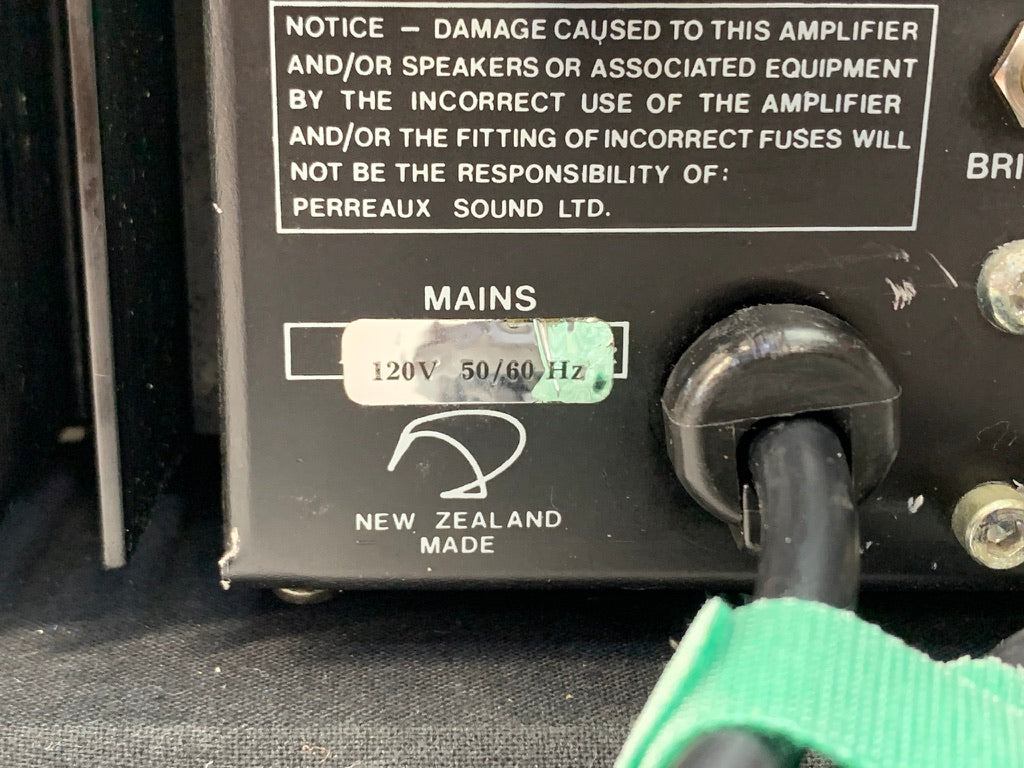 NOTICE — DAMAGE CAUSED TO THIS AMPLIFIER
AND/OR SPEAKERS OR ASSOCIATED EQUIPMENT
BY THE INCORRECT USE OF THE AMPLIFIER
AND/OR THE FITTING OF INCORRECT FUSES WILL
NOT BE THE RESPONSIBILITY OF:
PERREAUX SOUND LTD.
BRI
MAINS
120V 50/60 Hz
NEW ZEALAND
MADE